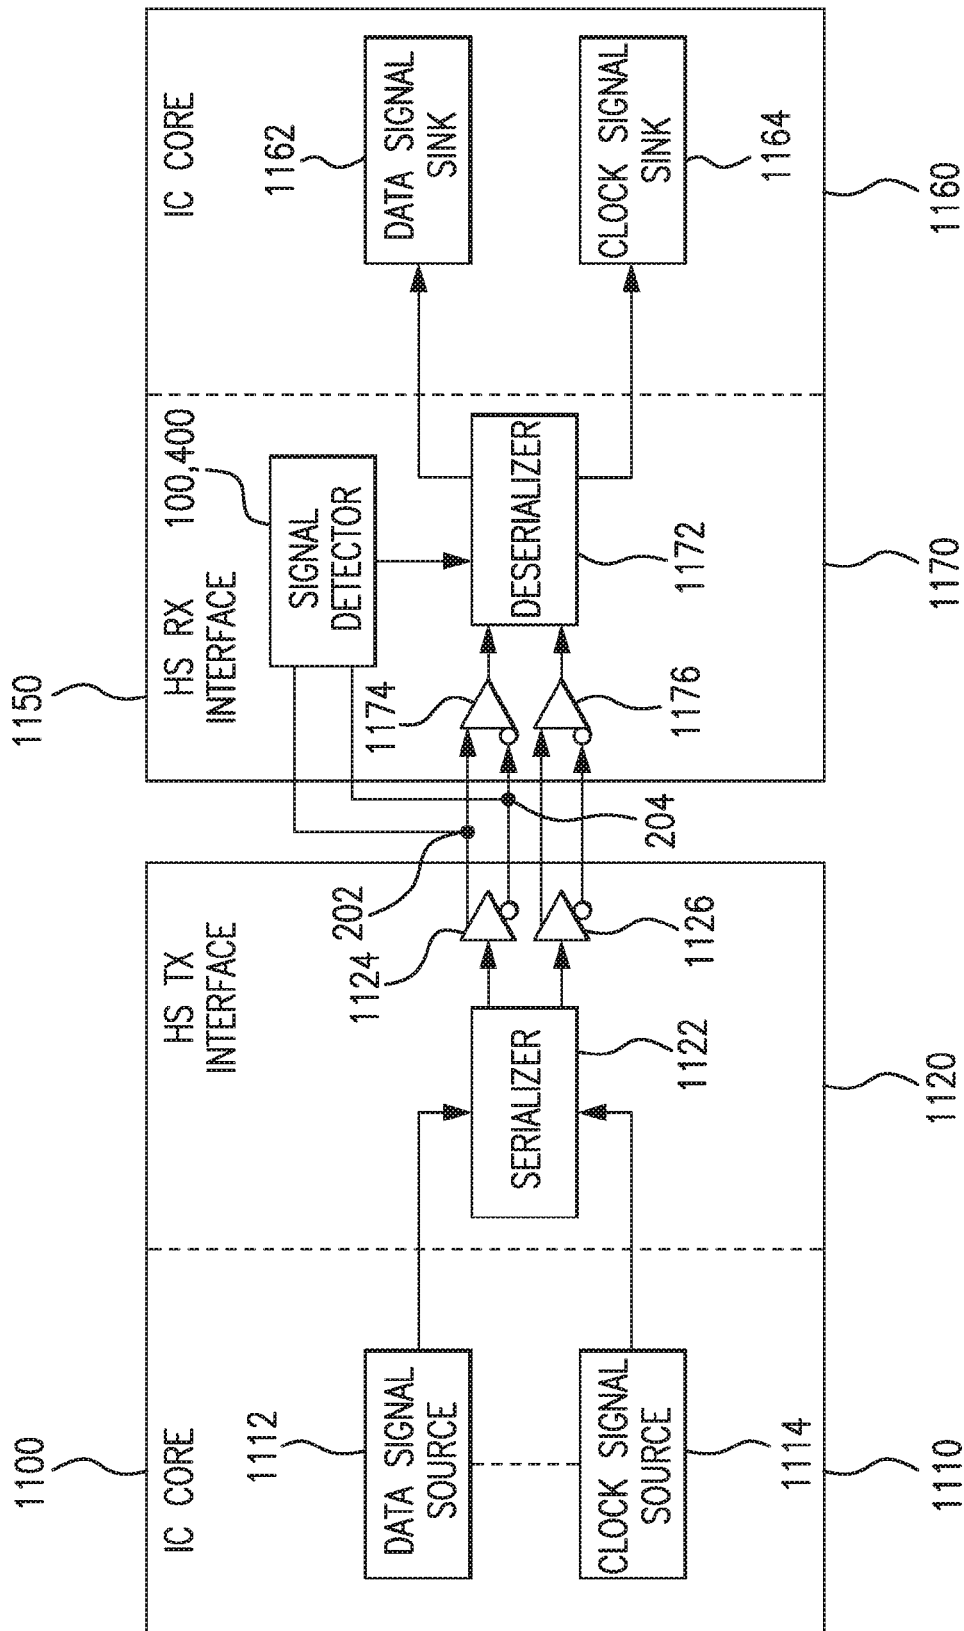 1100
IC CORE
1112
DATA SIGNAL
SOURCE
CLOCK SIGNAL
SOURCE
1114
1110
HS TX
INTERFACE
SERIALIZER
1122
1124
1126
1120
202
204
1150
HS RX
INTERFACE
100,400
SIGNAL
DETECTOR
1174
1176
DESERIALIZER
1172
1170
IC CORE
1162
DATA SIGNAL
SINK
CLOCK SIGNAL
SINK
1164
1160